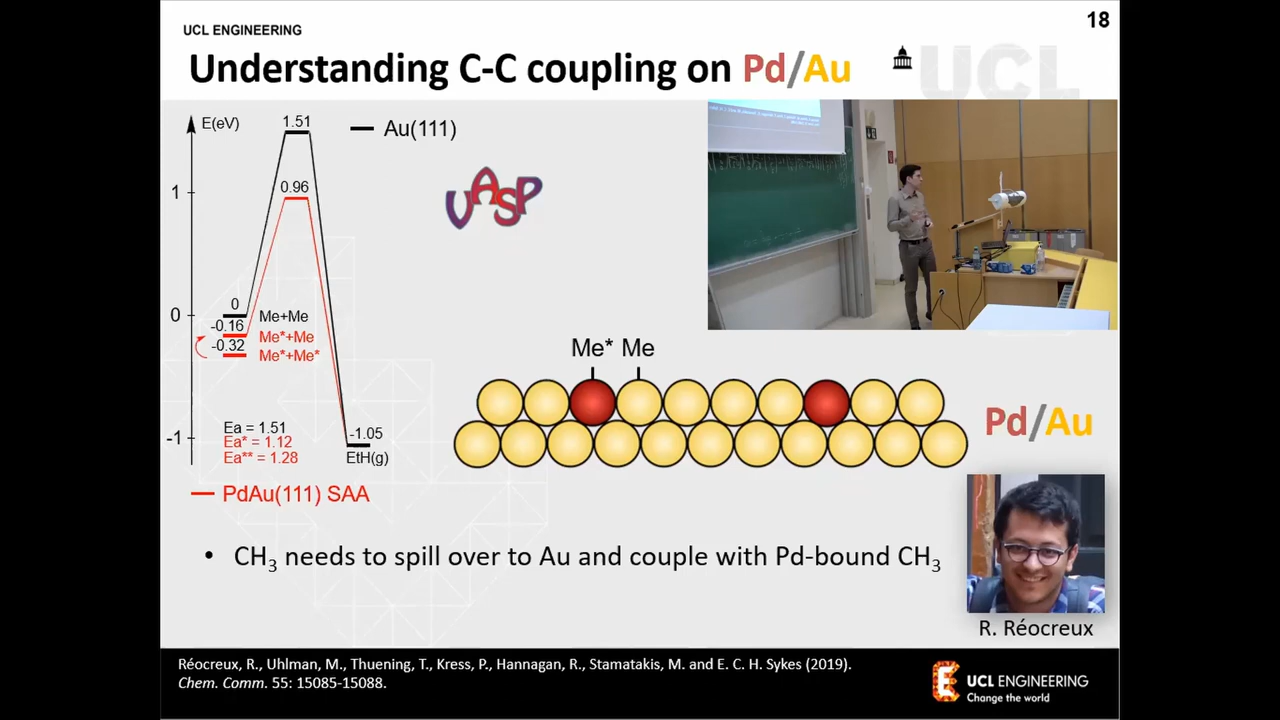 UCL ENGINEERING
18
Understanding C-C coupling on Pd/Au
UCL
E(eV)
1.51
Au(111)
VASP
1
0.96
0
0
-0.16
Me+Me
Me*+Me
-0.32
Me*+Me*
Me* Me
Pd/Au
Ea = 1.51
Ea* = 1.12
Ea** = 1.28
-1
-1.05
EtH(g)
PdAu(111) SAA
• CH₃ needs to spill over to Au and couple with Pd-bound CH₃
R. Réocreux
Réocreux, R., Uhlman, M., Thuening, T., Kress, P., Hannagan, R., Stamatakis, M. and E. C. H. Sykes (2019).
Chem. Comm. 55: 15085-15088.
UCL ENGINEERING
Change the world